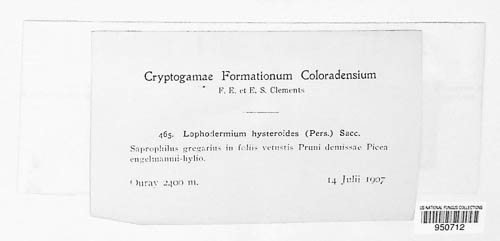 Cryptogamae Formationum Coloradensium
F. E. et E. S. Clements
465. Lophodermium hysteroides (Pers.) Sacc.
Saprophilus gregarius in foliis vetustis Pruni demissae Picea
engelmanni-hylio.
Ouray 2400 m. 14 Julii 1907
US NATIONAL FUNGUS COLLECTIONS
950712